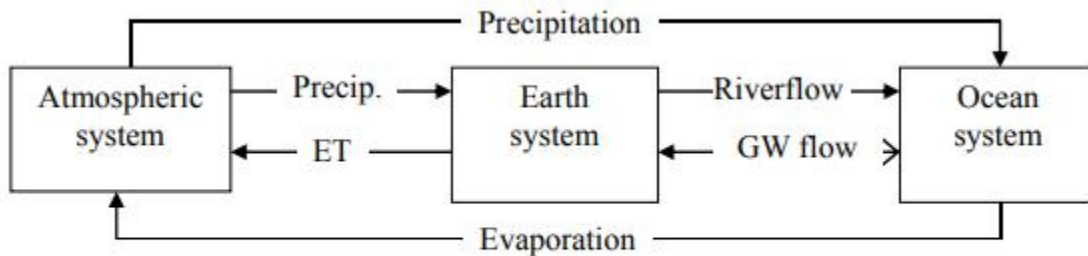 Precipitation
Atmospheric
system
Precip.
ET
Earth
system
Riverflow
GW flow
Ocean
system
Evaporation